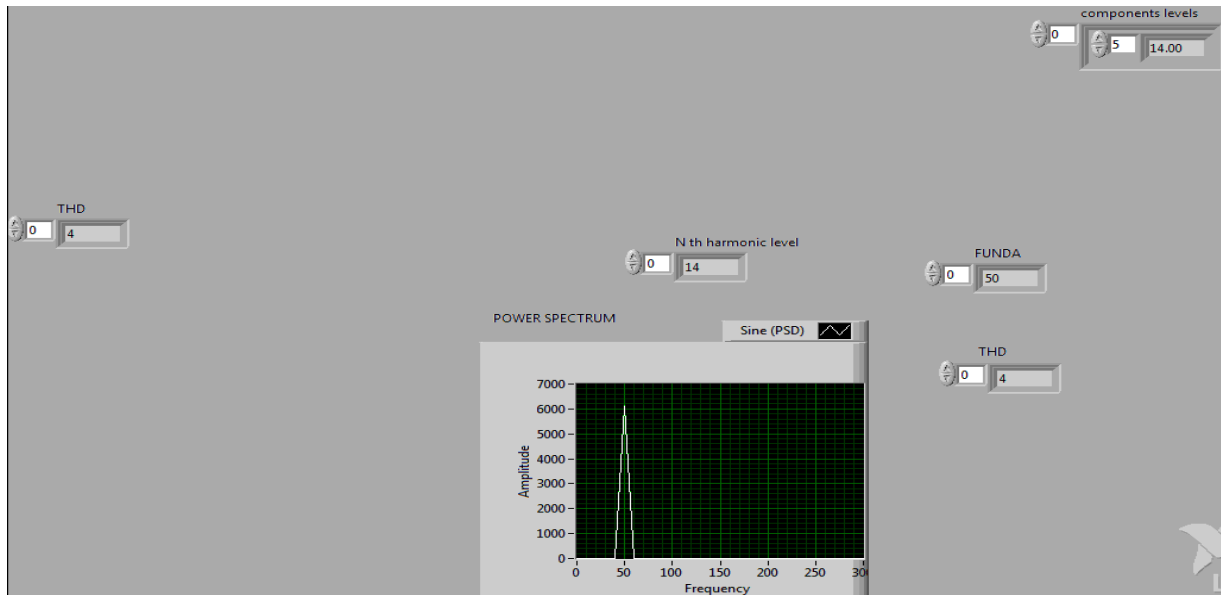 components levels
0 5 14.00
THD
0 4
N th harmonic level
0 14
FUNDA
0 50
POWER SPECTRUM
Sine (PSD)
THD
0 4
7000
6000
5000
4000
3000
2000
1000
0
Amplitude
0 50 100 150 200 250 30
Frequency
L